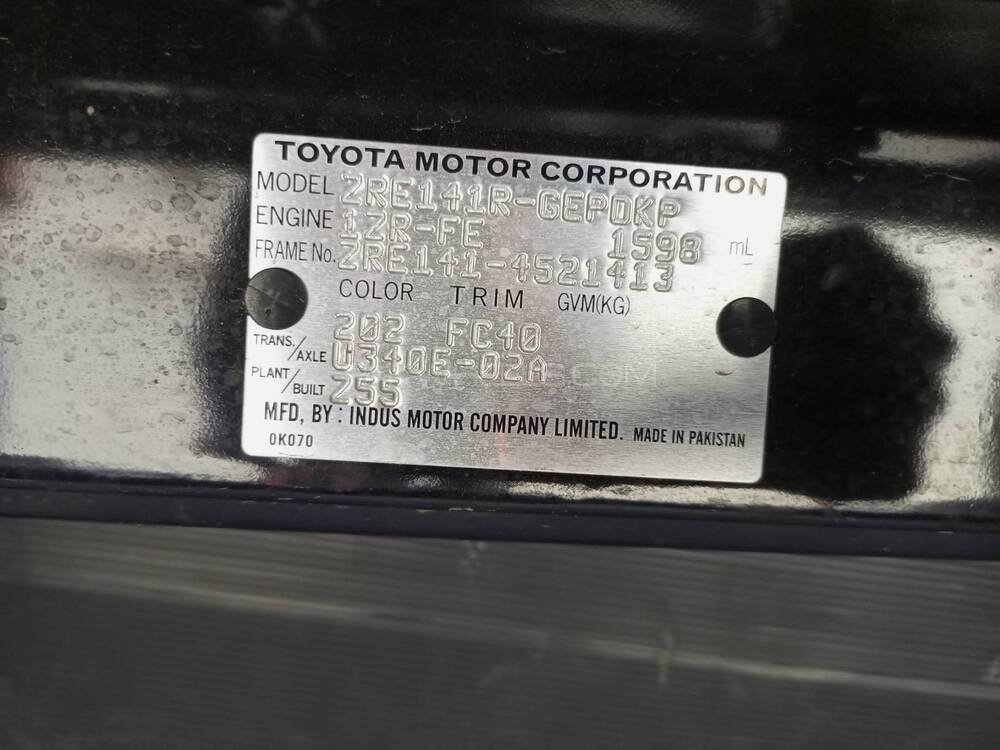 TOYOTA MOTOR CORPORATION
MODEL ZRE141R-GEPDKP
ENGINE 1ZR-FE 1598 mL
FRAME No. ZRE141-4521413
COLOR TRIM GVM(KG)
202 FC40
TRANS./AXLE U340E-02A
PLANT/BUILT Z55
MFD, BY : INDUS MOTOR COMPANY LIMITED. MADE IN PAKISTAN
0K070